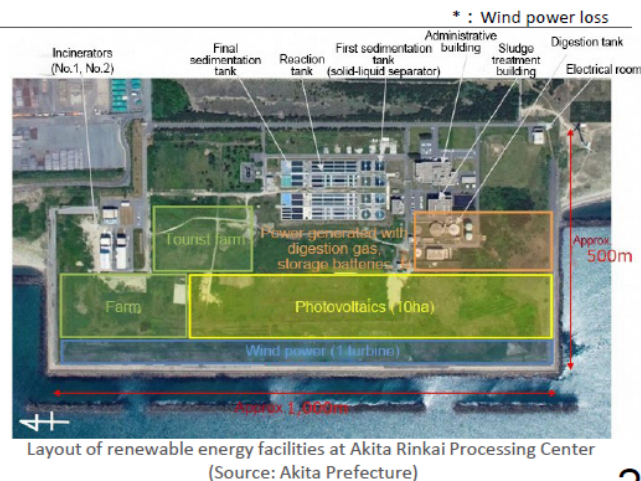 * : Wind power loss
Incinerators
(No.1, No.2)
Final
sedimentation
tank
Reaction
tank
First sedimentation
tank
(solid-liquid separator)
Administrative
building
Sludge
treatment
building
Digestion tank
Electrical room
Tourist farm
Power generated with
digestion gas,
storage batteries
Approx.
500m
Farm
Photovoltaics (10ha)
Wind power (1 turbine)
Approx. 1,000m
Layout of renewable energy facilities at Akita Rinkai Processing Center
(Source: Akita Prefecture)